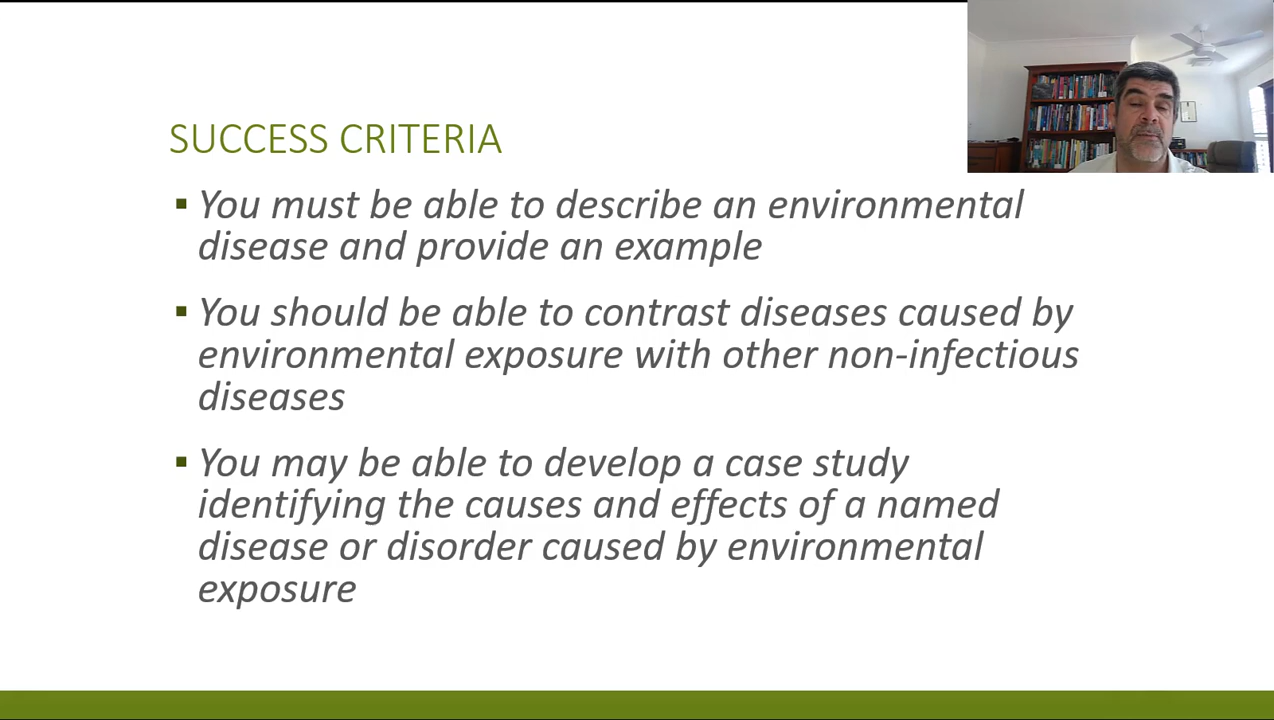 SUCCESS CRITERIA
▪ You must be able to describe an environmental
disease and provide an example
▪ You should be able to contrast diseases caused by
environmental exposure with other non-infectious
diseases
▪ You may be able to develop a case study
identifying the causes and effects of a named
disease or disorder caused by environmental
exposure